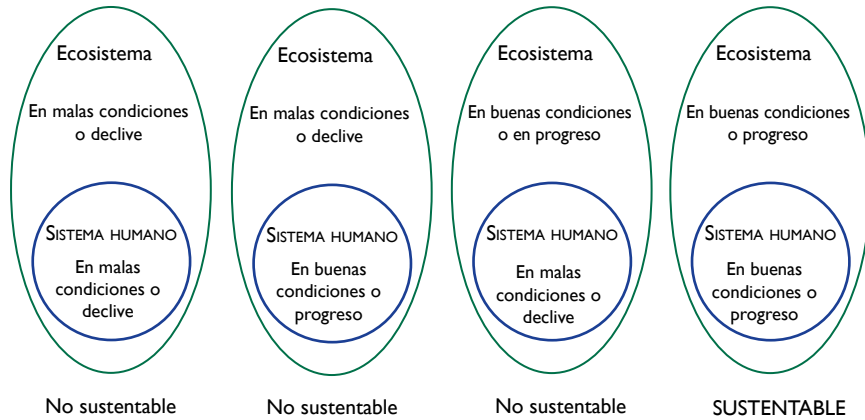 Ecosistema
En malas condiciones
o declive
SISTEMA HUMANO
En malas
condiciones o
declive
No sustentable
Ecosistema
En malas condiciones
o declive
SISTEMA HUMANO
En buenas
condiciones o
progreso
No sustentable
Ecosistema
En buenas condiciones
o en progreso
SISTEMA HUMANO
En malas
condiciones o
declive
No sustentable
Ecosistema
En buenas condiciones
o progreso
SISTEMA HUMANO
En buenas
condiciones o
progreso
SUSTENTABLE